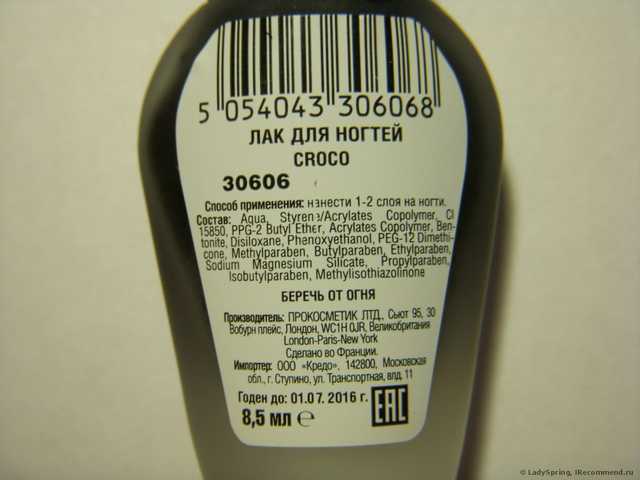 5 054043 306068
ЛАК ДЛЯ НОГТЕЙ
CROCO
30606
Способ применения: нанести 1-2 слоя на ногти.
Состав: Aqua, Styrene/Acrylates Copolymer, CI
15850, PPG-2 Butyl Ether, Acrylates Copolymer, Ben-
tonite, Disiloxane, Phenoxyethanol, PEG-12 Dimethi-
cone, Methylparaben, Butylparaben, Ethylparaben,
Sodium Magnesium Silicate, Propylparaben,
Isobutylparaben, Methylisothiazolinone
БЕРЕЧЬ ОТ ОГНЯ
Производитель: ПРОКОСМЕТИК ЛТД., Сьют 95, 30
Вобурн плейс, Лондон, WC1H 0JR, Великобритания
London-Paris-New York
Сделано во Франции.
Импортер: ООО «Кредо», 142800, Московская
обл., г. Ступино, ул. Транспортная, влд. 11
Годен до: 01.07. 2016 г.
8,5 мл ℮
EAC
© LadySpring, IRecommend.ru